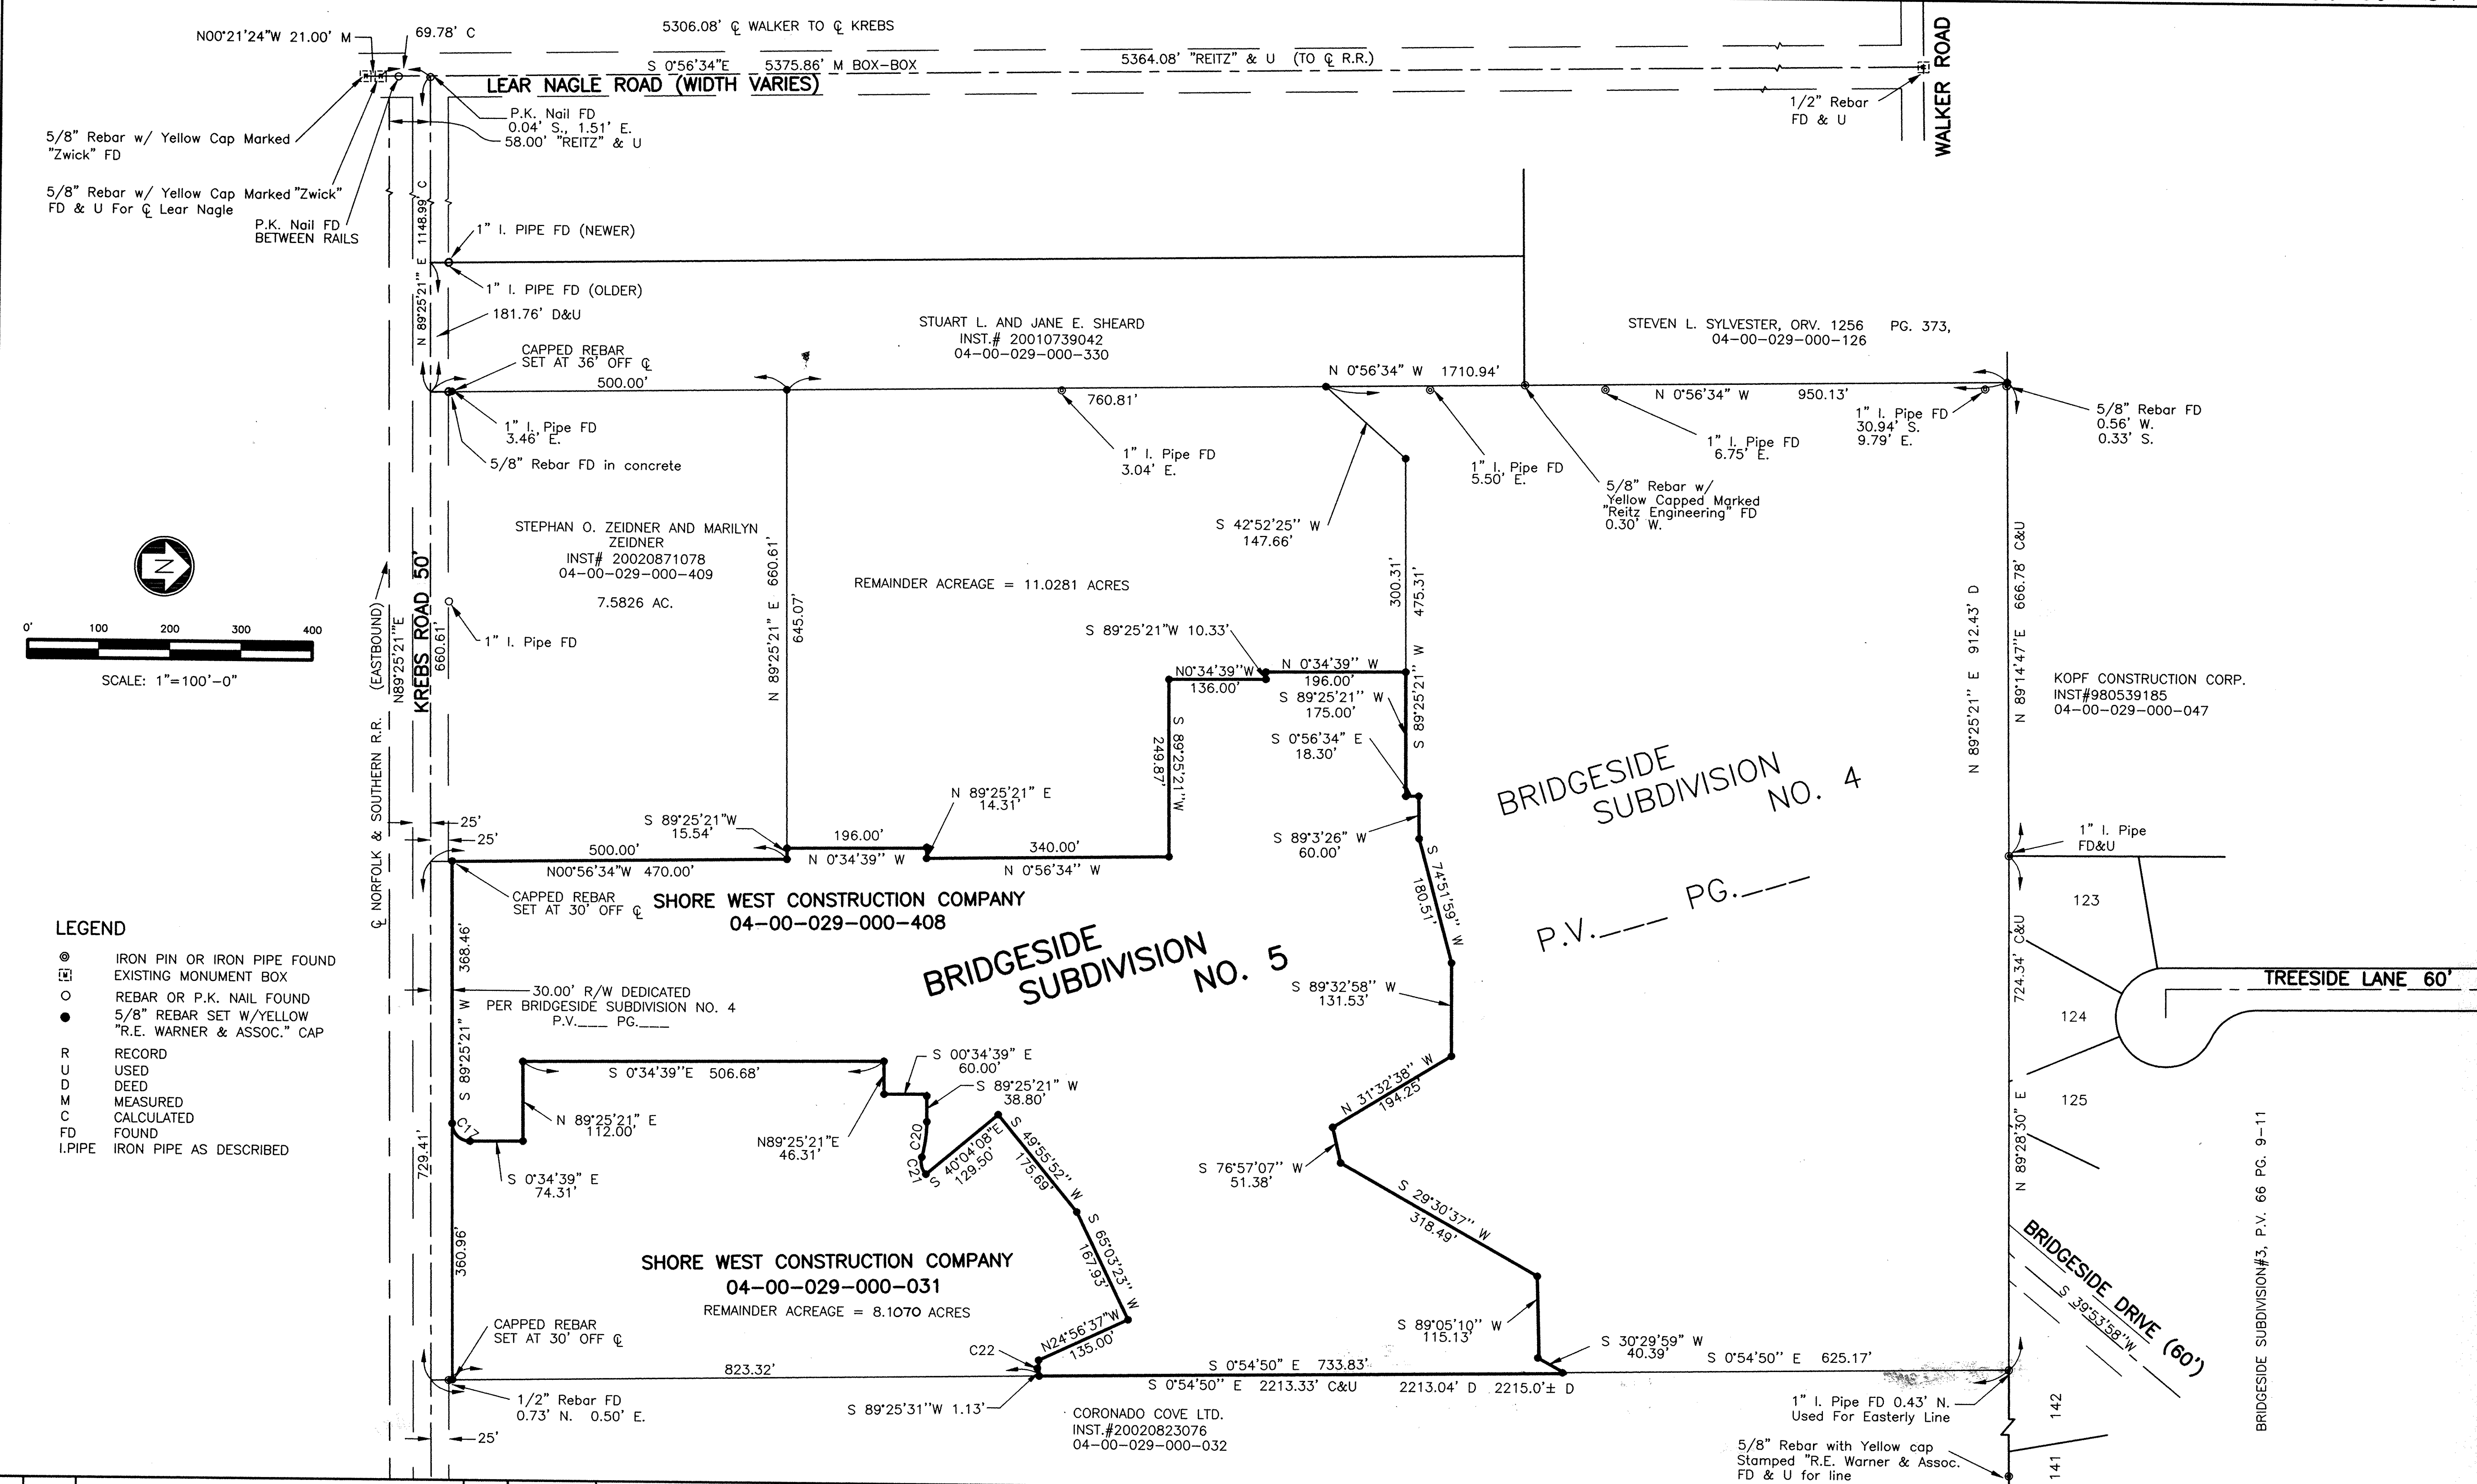 5306.08' ℄ WALKER TO ℄ KREBS
N00°21'24"W 21.00' M
69.78' C
S 0°56'34"E 5375.86' M BOX-BOX
5364.08' "REITZ" & U (TO ℄ R.R.)
LEAR NAGLE ROAD (WIDTH VARIES)
WALKER ROAD
1/2" Rebar
FD & U
P.K. Nail FD
0.04' S., 1.51' E.
58.00' "REITZ" & U
5/8" Rebar w/ Yellow Cap Marked
"Zwick" FD
5/8" Rebar w/ Yellow Cap Marked "Zwick"
FD & U For ℄ Lear Nagle
P.K. Nail FD
BETWEEN RAILS
N 89°25'21"' E 1148.99' C
1" I. PIPE FD (NEWER)
1" I. PIPE FD (OLDER)
181.76' D&U
CAPPED REBAR
SET AT 36' OFF ℄
500.00'
STUART L. AND JANE E. SHEARD
INST.# 20010739042
04-00-029-000-330
STEVEN L. SYLVESTER, ORV. 1256 PG. 373,
04-00-029-000-126
N 0°56'34" W 1710.94'
760.81'
N 0°56'34" W 950.13'
1" I. Pipe FD
3.46' E.
5/8" Rebar FD in concrete
1" I. Pipe FD
3.04' E.
1" I. Pipe FD
5.50' E.
5/8" Rebar w/
Yellow Capped Marked
"Reitz Engineering" FD
0.30' W.
1" I. Pipe FD
6.75' E.
1" I. Pipe FD
30.94' S.
9.79' E.
5/8" Rebar FD
0.56' W.
0.33' S.
S 42°52'25'' W
147.66'
STEPHAN O. ZEIDNER AND MARILYN
ZEIDNER
INST# 20020871078
04-00-029-000-409
7.5826 AC.
N 89°25'21" E 660.61'
645.07'
REMAINDER ACREAGE = 11.0281 ACRES
300.31'
S 89°25'21" W 475.31'
N
0' 100 200 300 400
SCALE: 1"=100'-0"
℄ NORFOLK & SOUTHERN R.R. (EASTBOUND)
N89°25'21"'E
KREBS ROAD 50'
660.61'
1" I. Pipe FD
S 89°25'21"W 10.33'
N0°34'39''W
136.00'
N 0°34'39'' W
196.00'
S 89°25'21'' W
175.00'
S 0°56'34" E
18.30'
S 89°25'21"W
249.87'
N 89°25'21" E 912.43' D
N 89°14'47''E 666.78' C&U
KOPF CONSTRUCTION CORP.
INST#980539185
04-00-029-000-047
BRIDGESIDE
SUBDIVISION
NO. 4
P.V.____ PG.____
25'
25'
S 89°25'21"W
15.54'
N 89°25'21" E
14.31'
500.00'
N00°56'34"W 470.00'
196.00'
N 0°34'39'' W
340.00'
N 0°56'34'' W
S 89°3'26'' W
60.00'
S 74°51'59'' W
180.51'
1" I. Pipe
FD&U
CAPPED REBAR
SET AT 30' OFF ℄
SHORE WEST CONSTRUCTION COMPANY
04-00-029-000-408
BRIDGESIDE
SUBDIVISION
NO. 5
LEGEND
IRON PIN OR IRON PIPE FOUND
EXISTING MONUMENT BOX
REBAR OR P.K. NAIL FOUND
5/8" REBAR SET W/YELLOW
"R.E. WARNER & ASSOC." CAP
R RECORD
U USED
D DEED
M MEASURED
C CALCULATED
FD FOUND
I.PIPE IRON PIPE AS DESCRIBED
368.46'
S 89°25'21" W
729.41'
360.96'
30.00' R/W DEDICATED
PER BRIDGESIDE SUBDIVISION NO. 4
P.V.___ PG.___
S 89°32'58'' W
131.53'
S 0°34'39''E 506.68'
S 00°34'39" E
60.00'
S 89°25'21" W
38.80'
C17
N 89°25'21" E
112.00'
S 0°34'39" E
74.31'
N89°25'21"E
46.31'
C20
C21
S 40°04'08"E
129.50'
S 49°55'52'' W
175.69'
S 65°03'23'' W
167.93'
N 31°32'38'' W
194.25'
S 76°57'07'' W
51.38'
S 29°30'37'' W
318.49'
123
TREESIDE LANE 60'
124
125
N 89°28'30" E 724.34' C&U
BRIDGESIDE DRIVE (60')
S 39°53'58''W
BRIDGESIDE SUBDIVISION#3, P.V. 66 PG. 9-11
SHORE WEST CONSTRUCTION COMPANY
04-00-029-000-031
REMAINDER ACREAGE = 8.1070 ACRES
CAPPED REBAR
SET AT 30' OFF ℄
N24°56'37''W
135.00'
C22
S 89°05'10'' W
115.13'
S 30°29'59" W
40.39'
823.32'
S 0°54'50'' E 733.83'
S 0°54'50'' E 625.17'
S 0°54'50'' E 2213.33' C&U 2213.04' D 2215.0'± D
1/2" Rebar FD
0.73' N. 0.50' E.
S 89°25'31''W 1.13'
CORONADO COVE LTD.
INST.#20020823076
04-00-029-000-032
25'
1" I. Pipe FD 0.43' N.
Used For Easterly Line
5/8" Rebar with Yellow cap
Stamped "R.E. Warner & Assoc.
FD & U for line
142
141